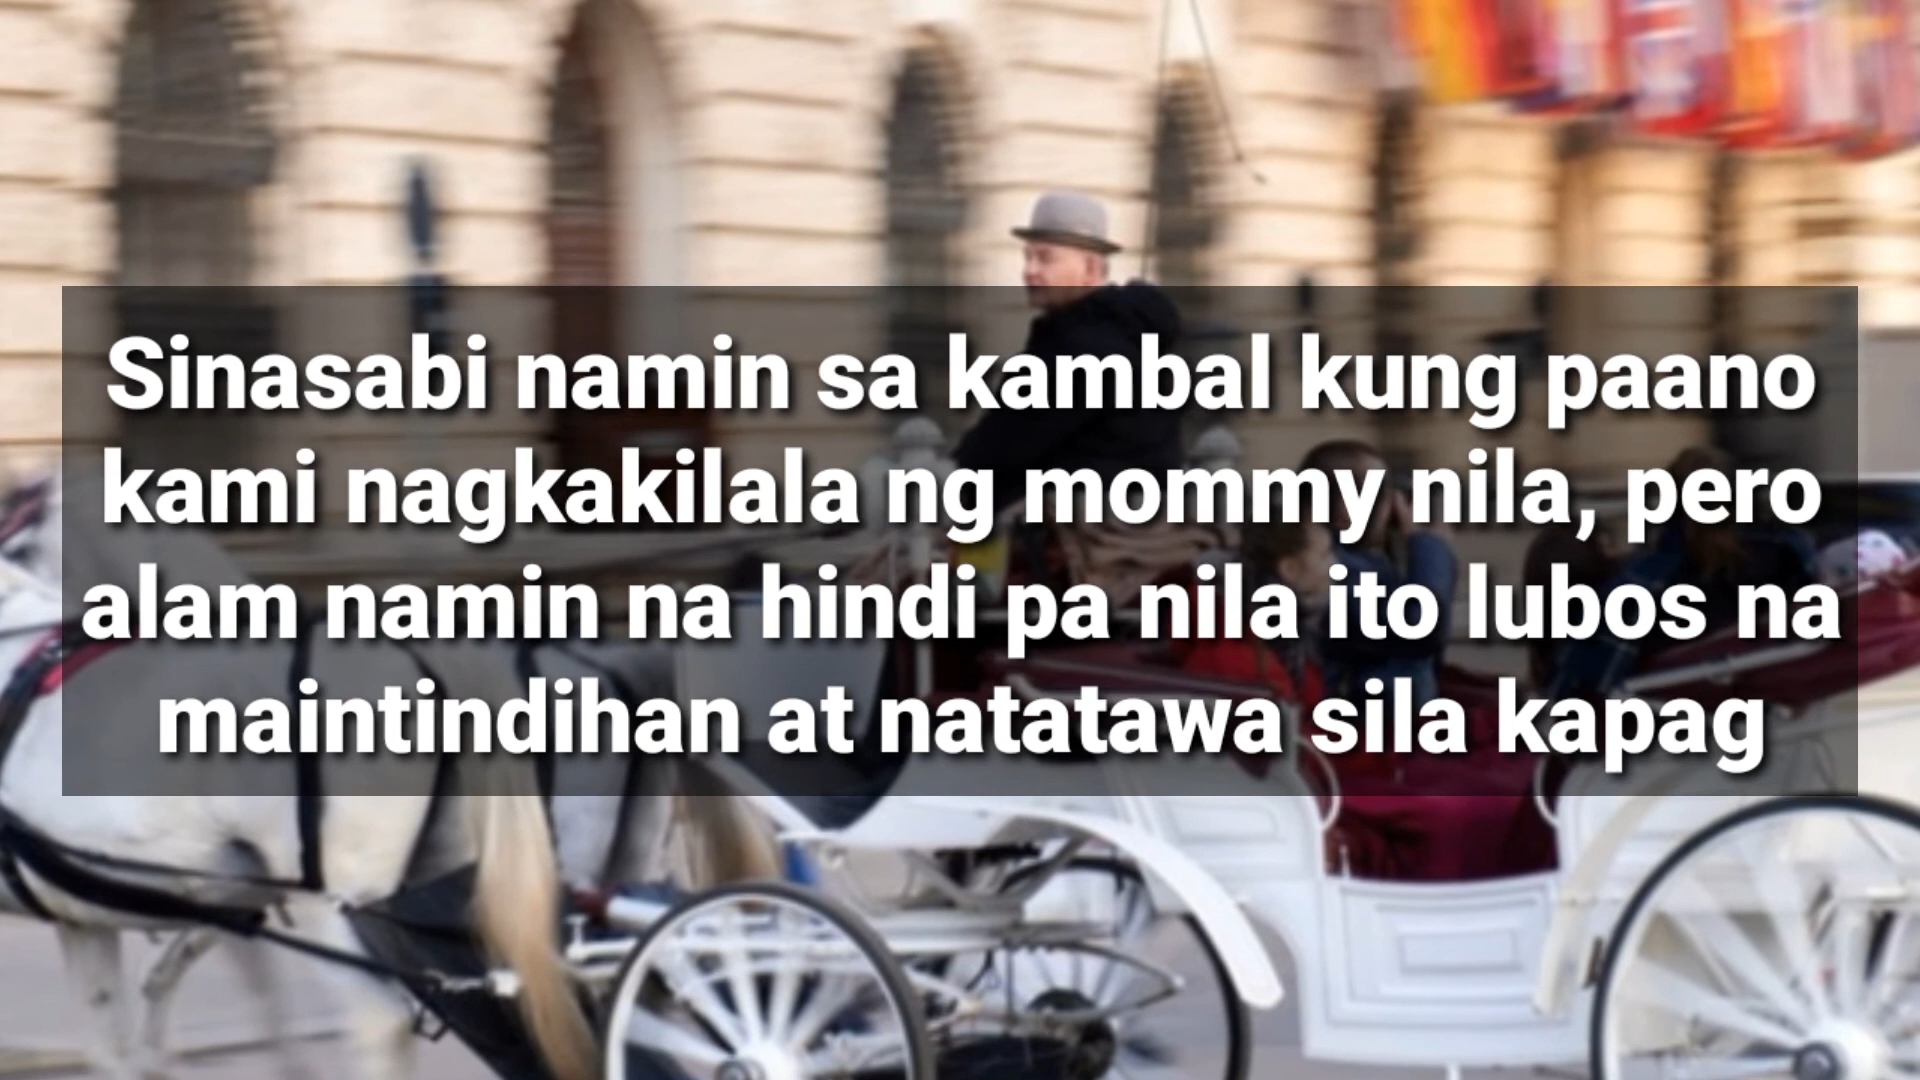 Sinasabi namin sa kambal kung paano
kami nagkakilala ng mommy nila, pero
alam namin na hindi pa nila ito lubos na
maintindihan at natatawa sila kapag